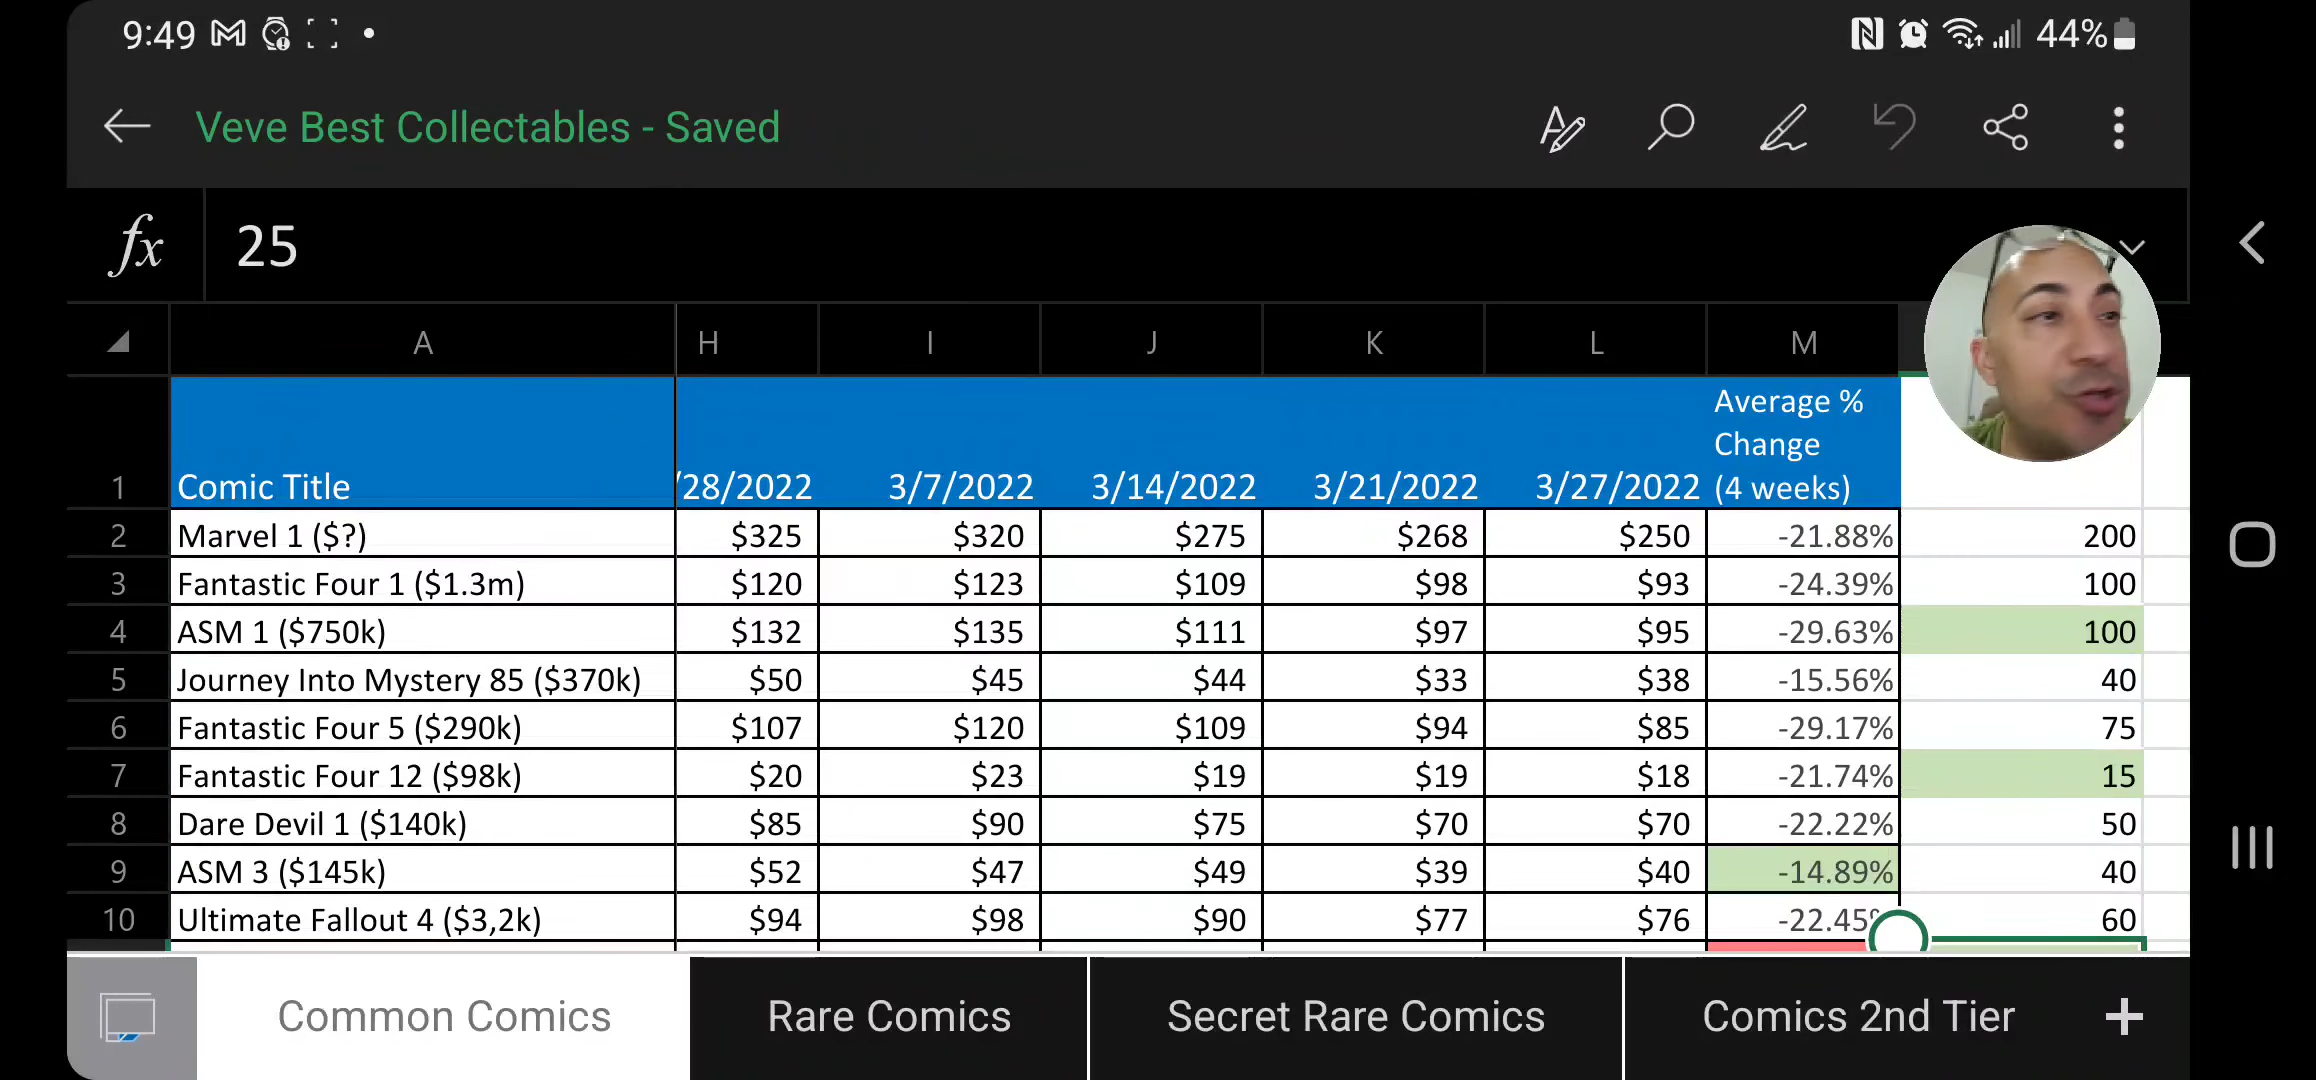 9:49 44%
Veve Best Collectables - Saved
fx 25
A H I J K L M
1 Comic Title /28/2022 3/7/2022 3/14/2022 3/21/2022 3/27/2022 Average % Change (4 weeks)
2 Marvel 1 ($?) $325 $320 $275 $268 $250 -21.88% 200
3 Fantastic Four 1 ($1.3m) $120 $123 $109 $98 $93 -24.39% 100
4 ASM 1 ($750k) $132 $135 $111 $97 $95 -29.63% 100
5 Journey Into Mystery 85 ($370k) $50 $45 $44 $33 $38 -15.56% 40
6 Fantastic Four 5 ($290k) $107 $120 $109 $94 $85 -29.17% 75
7 Fantastic Four 12 ($98k) $20 $23 $19 $19 $18 -21.74% 15
8 Dare Devil 1 ($140k) $85 $90 $75 $70 $70 -22.22% 50
9 ASM 3 ($145k) $52 $47 $49 $39 $40 -14.89% 40
10 Ultimate Fallout 4 ($3,2k) $94 $98 $90 $77 $76 -22.45 60
Common Comics Rare Comics Secret Rare Comics Comics 2nd Tier +